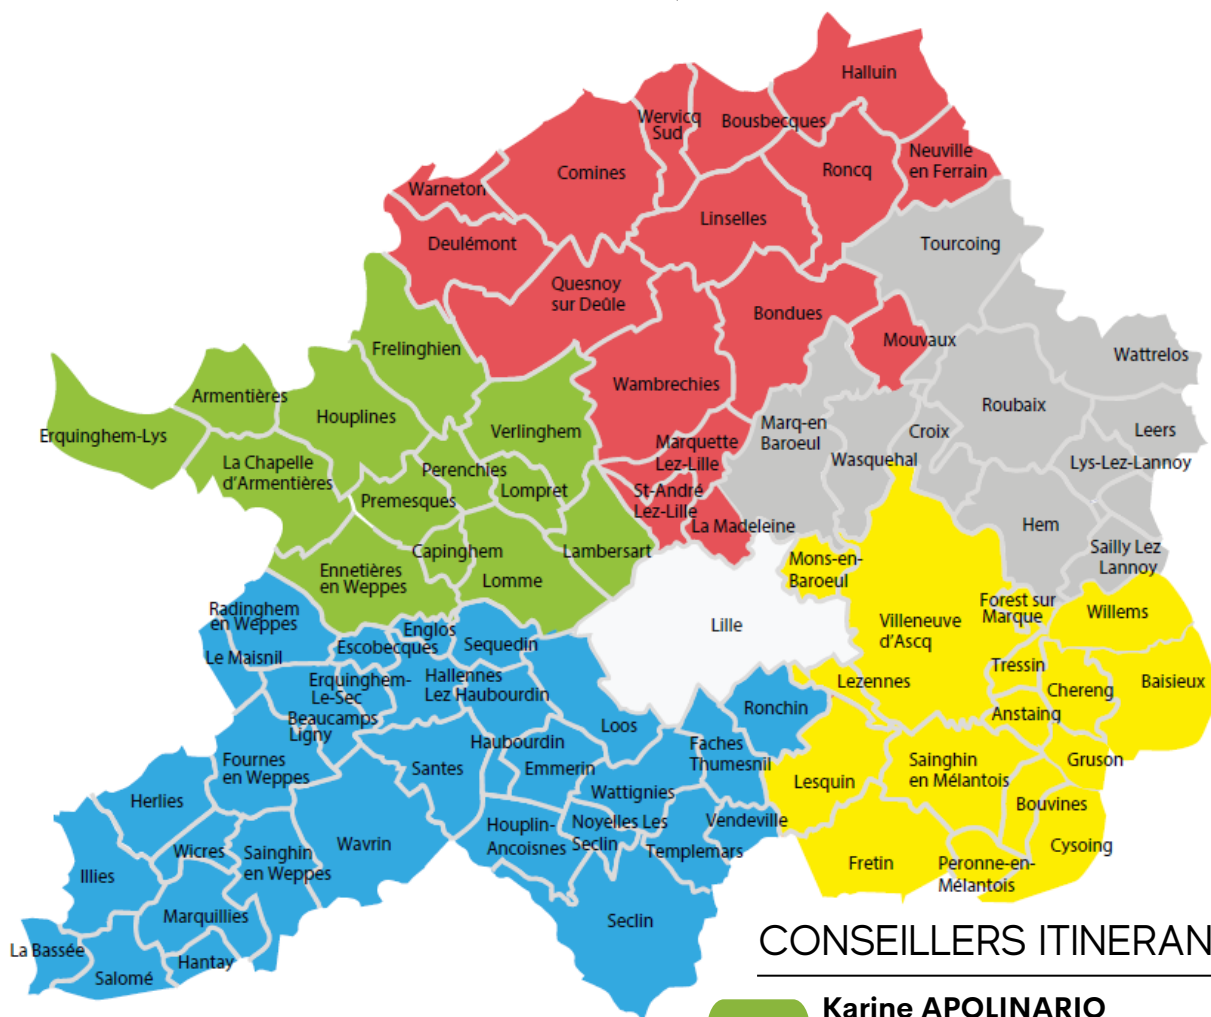 Halluin
Wervicq
Sud
Bousbecques
Neuville
en Ferrain
Comines
Roncq
Warneton
Linselles
Deulémont
Tourcoing
Quesnoy
sur Deûle
Bondues
Mouvaux
Frelinghien
Wattrelos
Armentières
Wambrechies
Houplines
Roubaix
Erquinghem-Lys
Verlinghem
Marq-en
Baroeul
Croix
Leers
Marquette
Lez-Lille
Wasquehal
Lys-Lez-Lannoy
La Chapelle
d'Armentières
Perenchies
Premesques
Lompret
St-André
Lez-Lille
La Madeleine
Hem
Capinghem
Lambersart
Mons-en-
Baroeul
Sailly Lez
Lannoy
Ennetières
en Weppes
Lomme
Radinghem
en Weppes
Forest sur
Marque
Willems
Lille
Villeneuve
d'Ascq
Englos
Escobecques
Sequedin
Le Maisnil
Tressin
Erquinghem-
Le-Sec
Hallennes
Lez Haubourdin
Lezennes
Chereng
Baisieux
Beaucamps
Ligny
Ronchin
Anstaing
Loos
Haubourdin
Faches
Thumesnil
Fournes
en Weppes
Santes
Emmerin
Lesquin
Sainghin
en Mélantois
Gruson
Herlies
Wattignies
Bouvines
Houplin-
Ancoisnes
Noyelles Les
Seclin
Vendeville
Wicres
Sainghin
en Weppes
Wavrin
Templemars
Cysoing
Illies
Fretin
Peronne-en-
Mélantois
Marquillies
Seclin
La Bassée
Salomé
Hantay
CONSEILLERS ITINERAN
Karine APOLINARIO